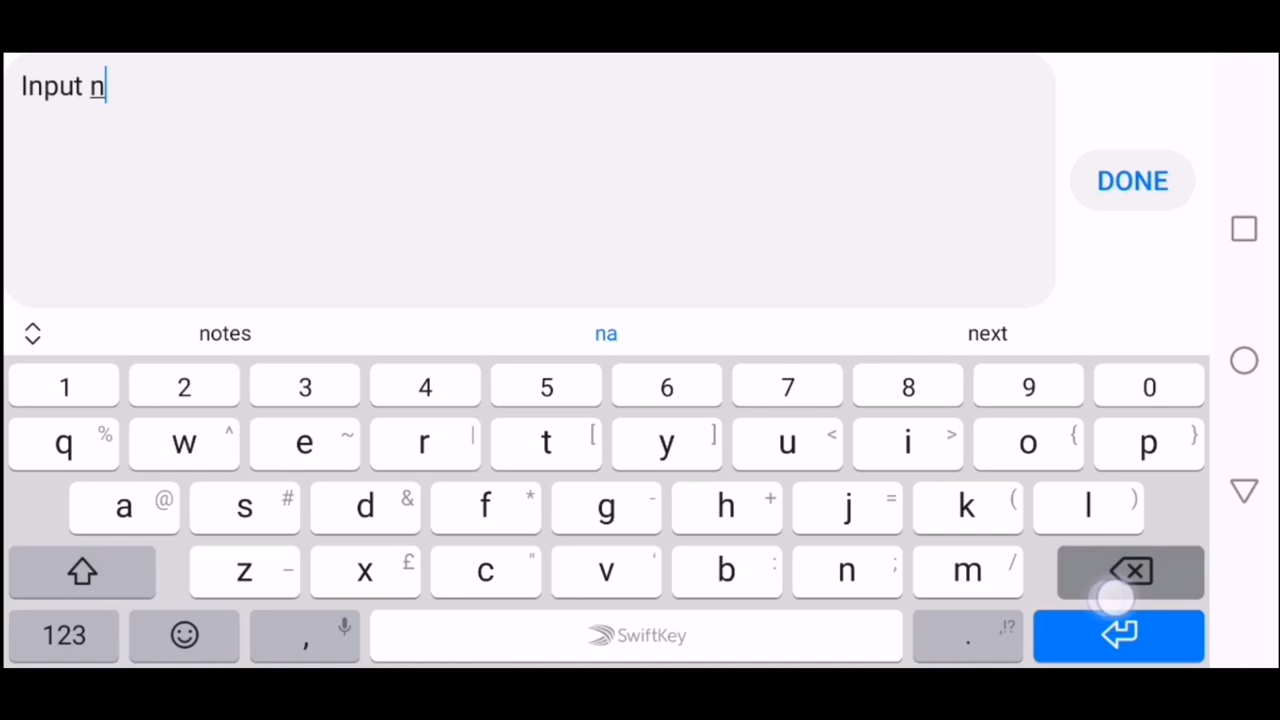 Input n
DONE
notes na next
1 2 3 4 5 6 7 8 9 0
q % w ^ e ~ r | t [ y ] u < i > o { p }
a @ s # d & f * g - h + j = k ( l )
z _ x £ c " v ' b : n ; m /
123 , SwiftKey . ,!?